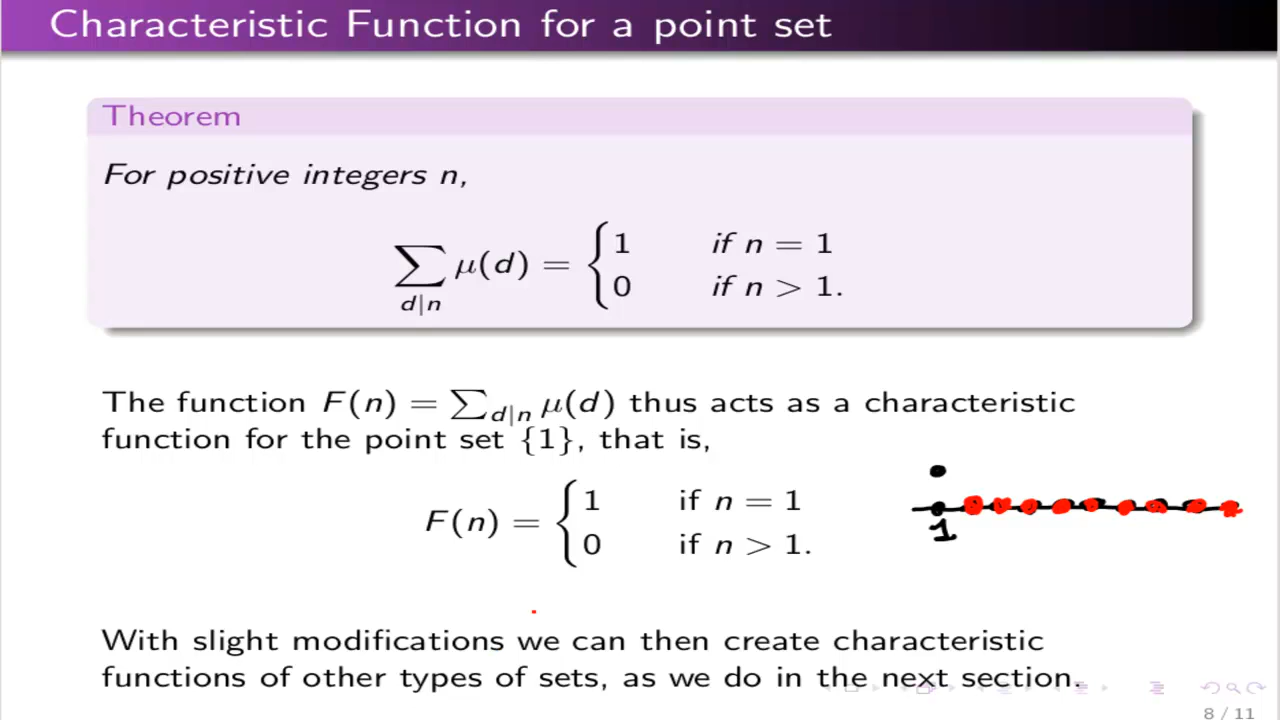 Characteristic Function for a point set
Theorem
For positive integers n,
∑_{d|n} μ(d) = { 1 if n = 1
0 if n > 1.
The function F(n) = ∑_{d|n} μ(d) thus acts as a characteristic
function for the point set {1}, that is,
F(n) = { 1 if n = 1
0 if n > 1.
1
With slight modifications we can then create characteristic
functions of other types of sets, as we do in the next section.
8 / 11